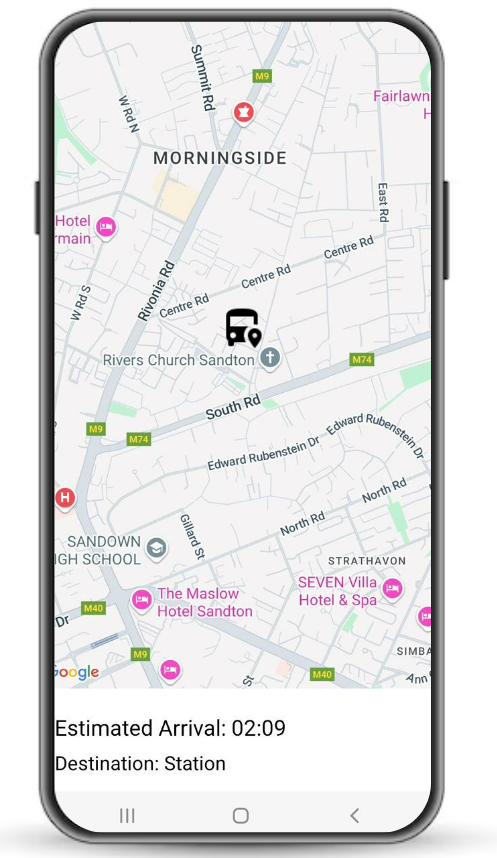 Summit Rd
M9
W Rd N
Fairlawn
H
MORNINGSIDE
East Rd
Hotel
rmain
Centre Rd
Centre Rd
Centre Rd
Rivonia Rd
W Rd S
Rivers Church Sandton
M74
South Rd
M9
M74
Edward Rubenstein Dr
Edward Rubenstein Dr
H
North Rd
North Rd
Gillard St
SANDOWN
IGH SCHOOL
STRATHAVON
The Maslow
Hotel Sandton
SEVEN Villa
Hotel & Spa
M40
Dr
M9
SIMBA
Google
St
M40
Ann
Estimated Arrival: 02:09
Destination: Station